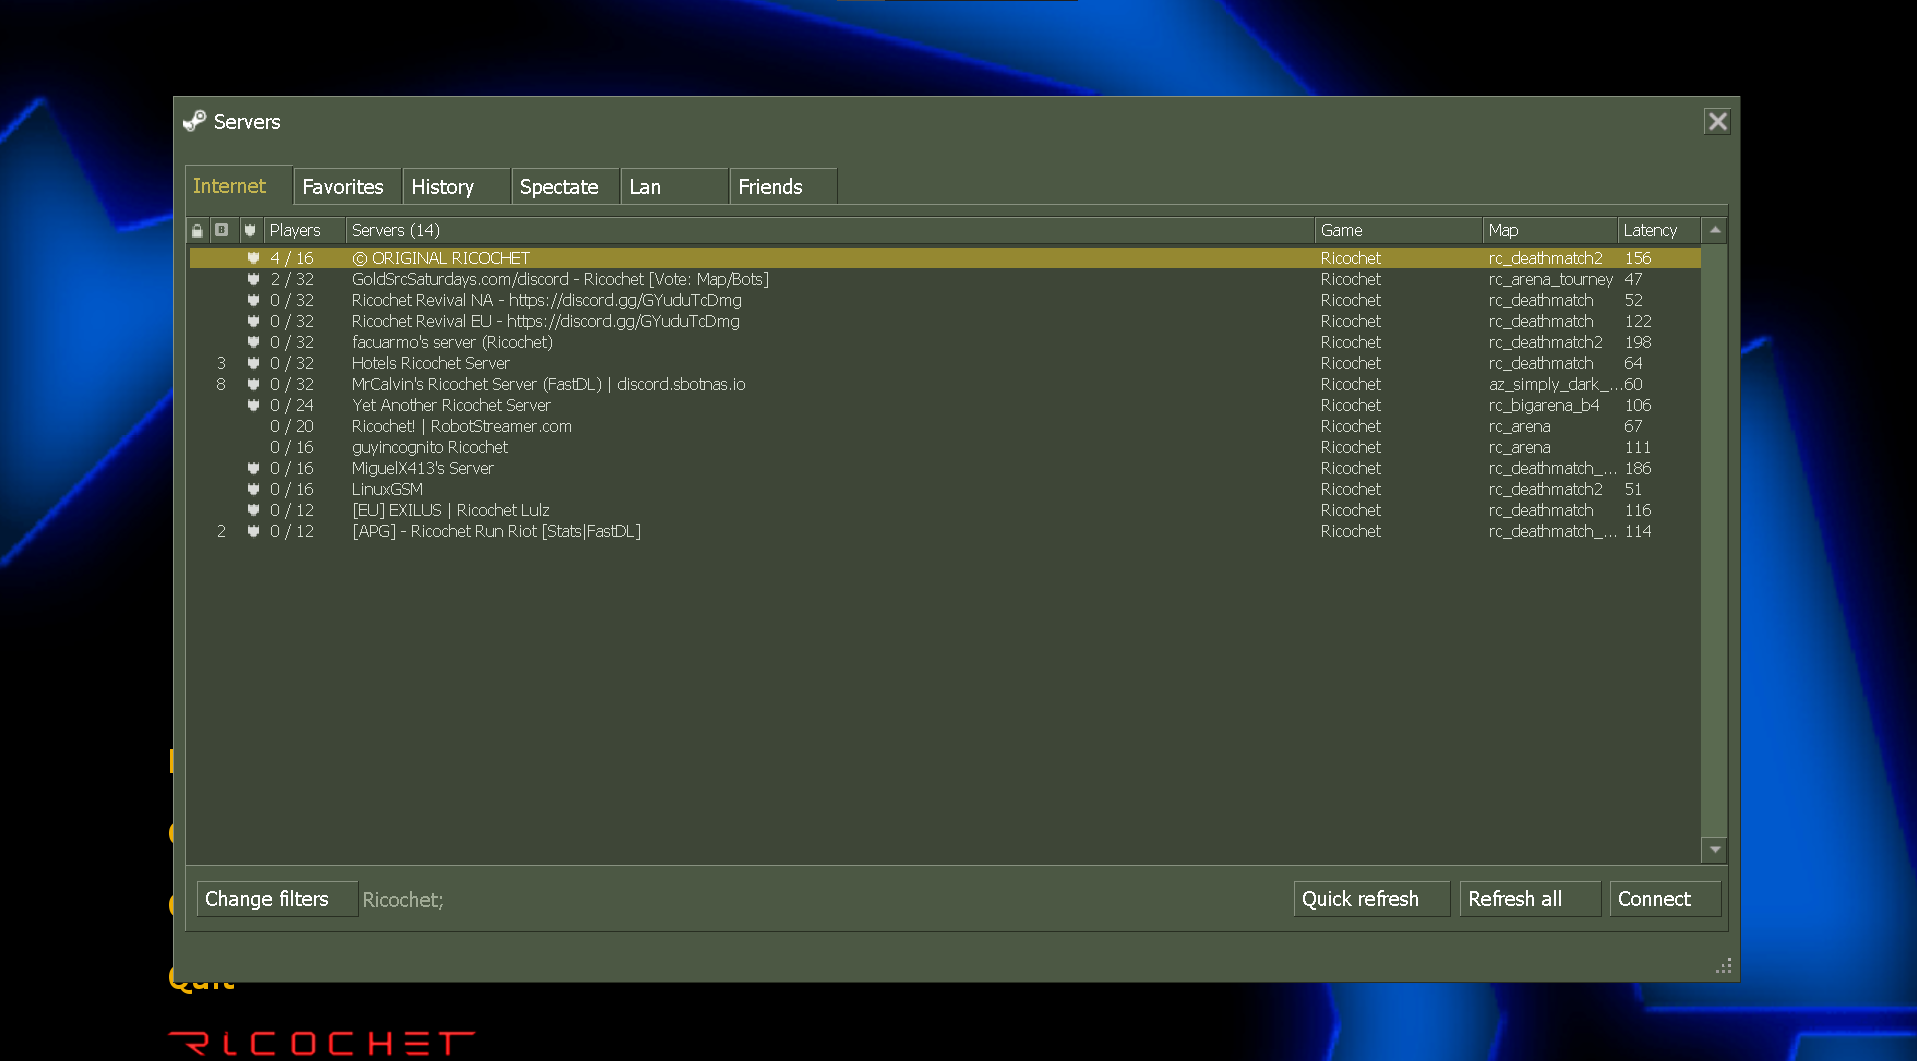 Servers
Internet Favorites History Spectate Lan Friends
B Players Servers (14) Game Map Latency
4 / 16 © ORIGINAL RICOCHET Ricochet rc_deathmatch2 156
2 / 32 GoldSrcSaturdays.com/discord - Ricochet [Vote: Map/Bots] Ricochet rc_arena_tourney 47
0 / 32 Ricochet Revival NA - https://discord.gg/GYuduTcDmg Ricochet rc_deathmatch 52
0 / 32 Ricochet Revival EU - https://discord.gg/GYuduTcDmg Ricochet rc_deathmatch 122
0 / 32 facuarmo's server (Ricochet) Ricochet rc_deathmatch2 198
3 0 / 32 Hotels Ricochet Server Ricochet rc_deathmatch 64
8 0 / 32 MrCalvin's Ricochet Server (FastDL) | discord.sbotnas.io Ricochet az_simply_dark_... 60
0 / 24 Yet Another Ricochet Server Ricochet rc_bigarena_b4 106
0 / 20 Ricochet! | RobotStreamer.com Ricochet rc_arena 67
0 / 16 guyincognito Ricochet Ricochet rc_arena 111
0 / 16 MiguelX413's Server Ricochet rc_deathmatch_... 186
0 / 16 LinuxGSM Ricochet rc_deathmatch2 51
0 / 12 [EU] EXILUS | Ricochet Lulz Ricochet rc_deathmatch 116
2 0 / 12 [APG] - Ricochet Run Riot [Stats|FastDL] Ricochet rc_deathmatch_... 114
Change filters Ricochet; Quick refresh Refresh all Connect
Quit
RICOCHET